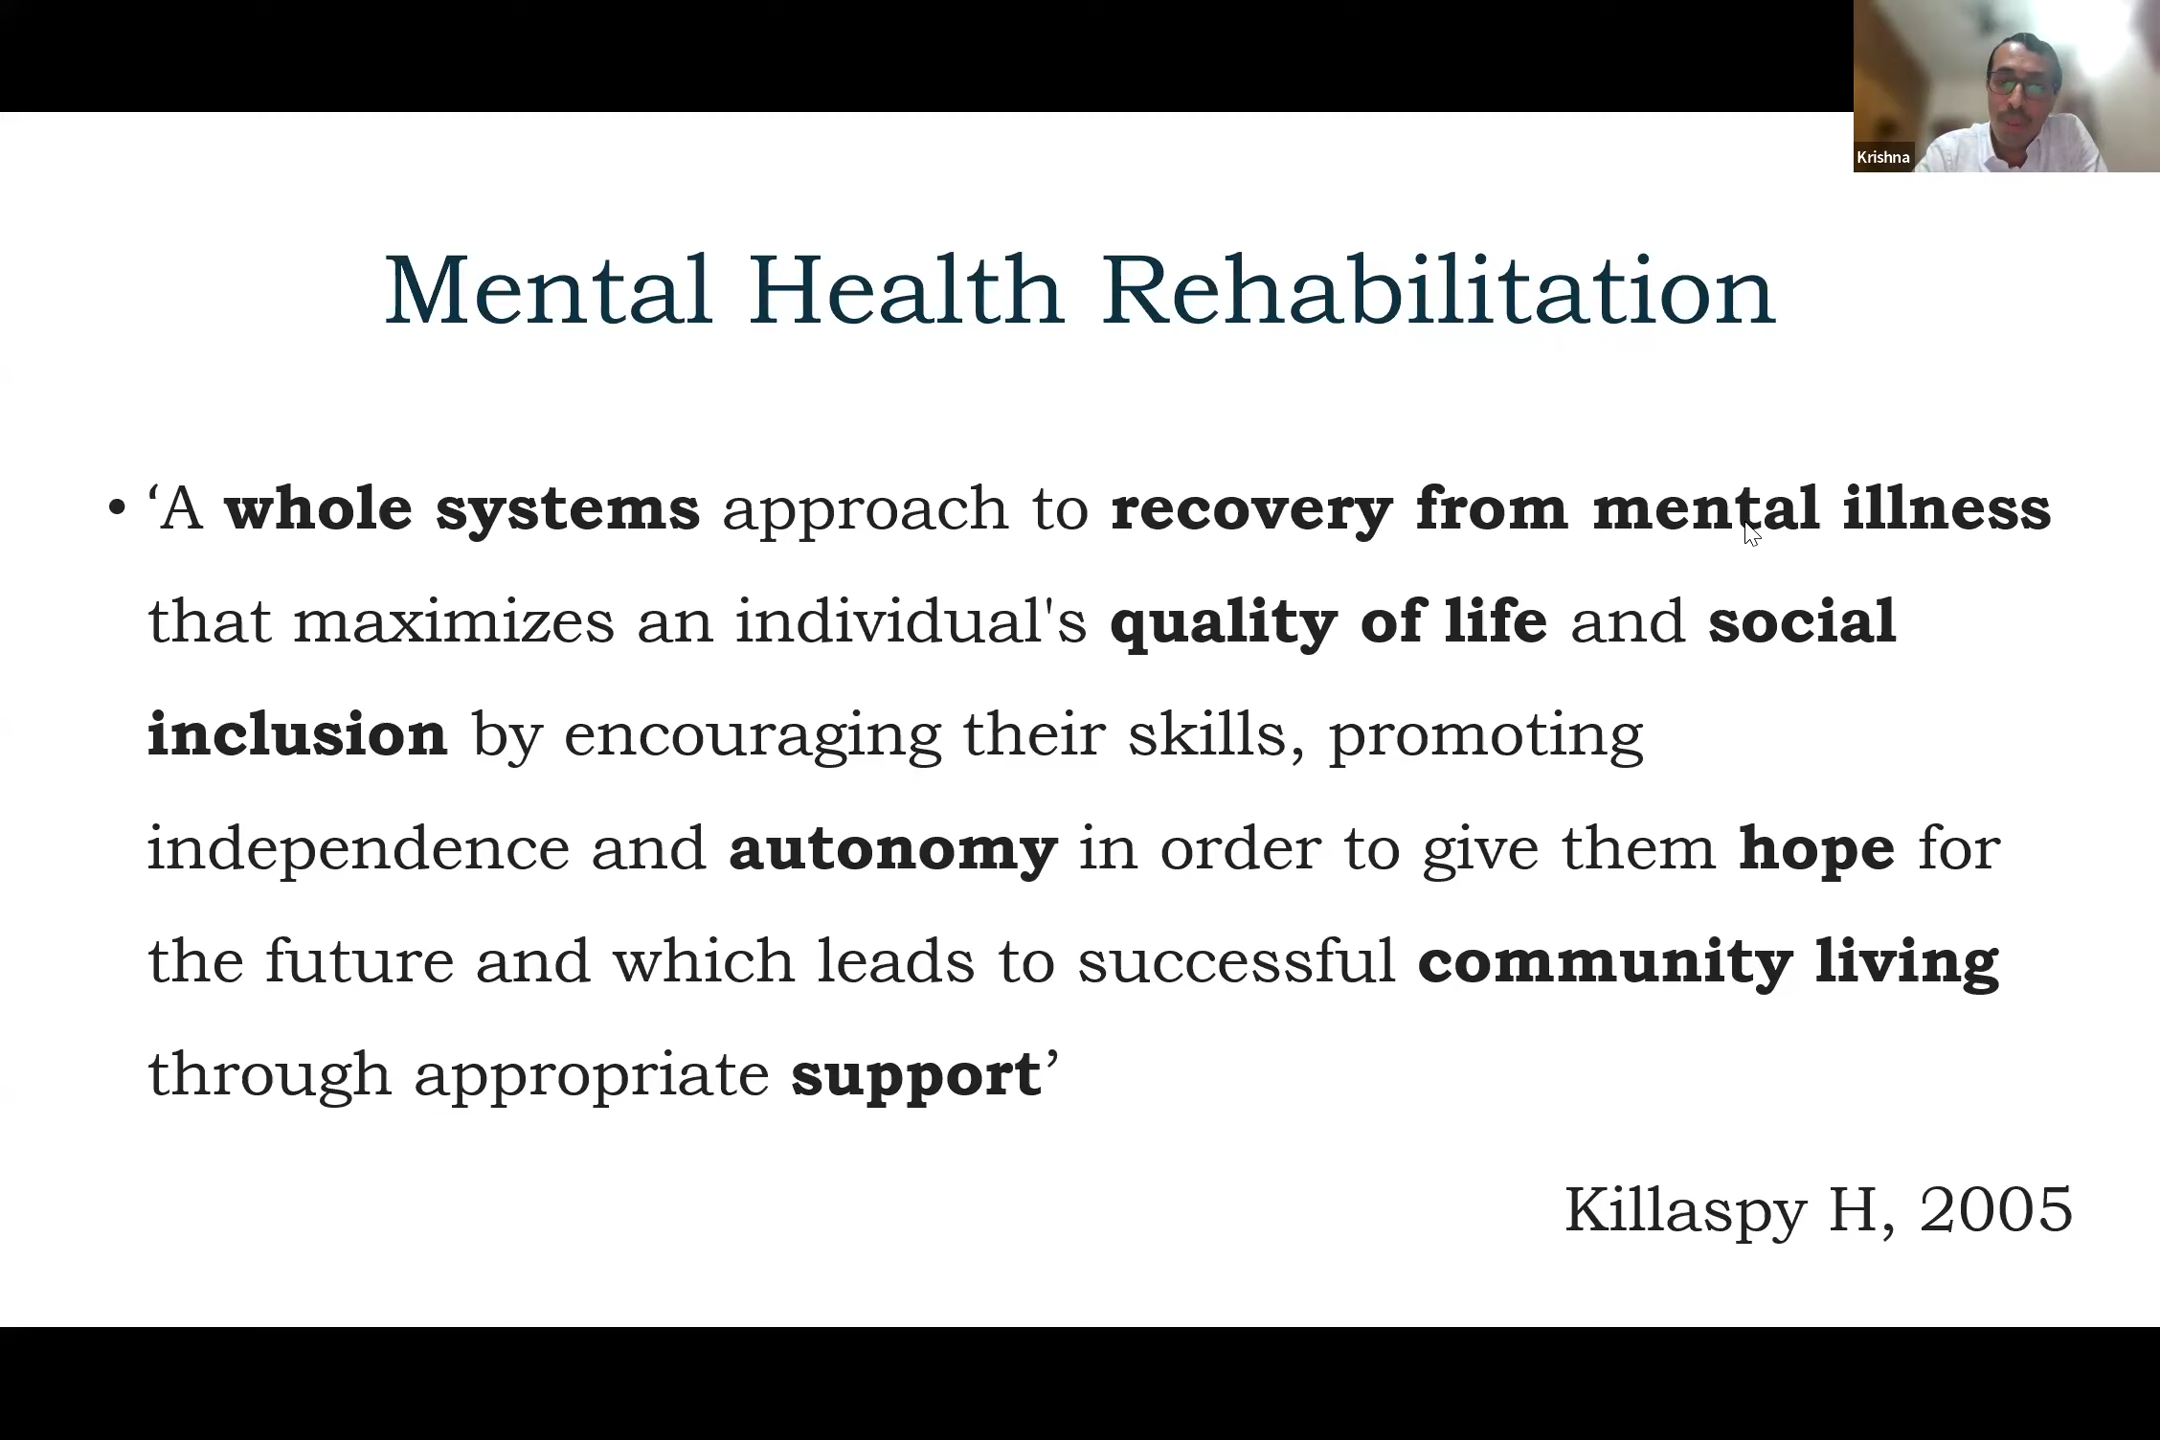 Krishna
Mental Health Rehabilitation
• ‘A whole systems approach to recovery from mental illness
that maximizes an individual's quality of life and social
inclusion by encouraging their skills, promoting
independence and autonomy in order to give them hope for
the future and which leads to successful community living
through appropriate support’
Killaspy H, 2005